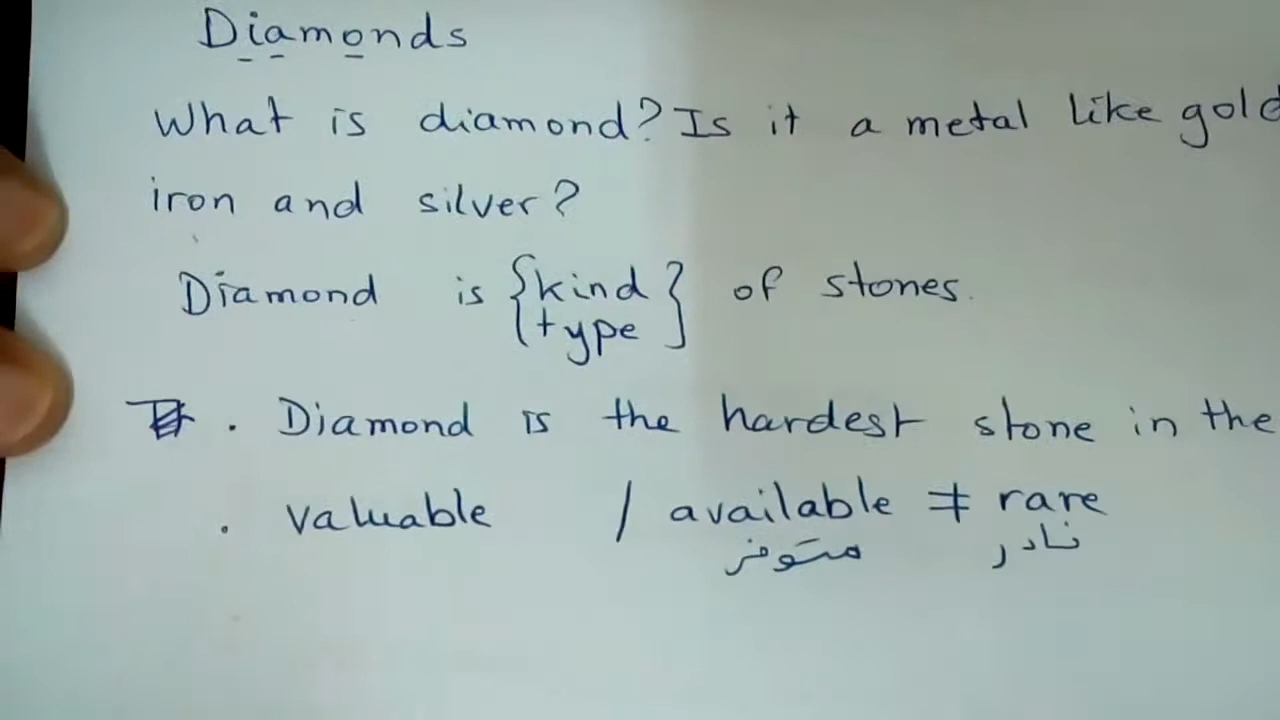 Diamonds
What is diamond? Is it a metal like gold
iron and silver?
Diamond is {kind } of stones.
{type }
. Diamond is the hardest stone in the
. valuable / available ≠ rare
متوفر نادر